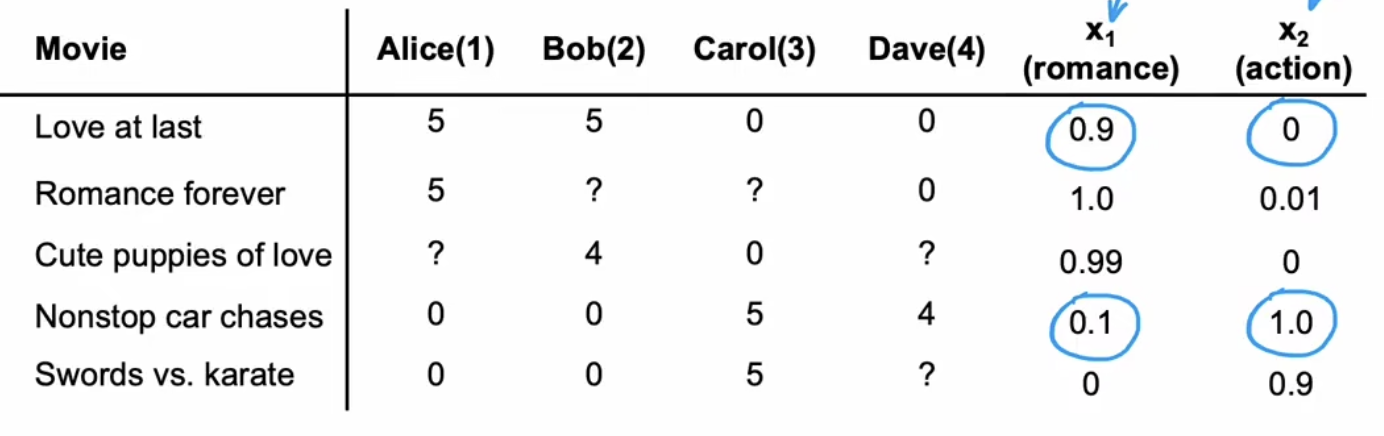 Movie Alice(1) Bob(2) Carol(3) Dave(4) x₁ (romance) x₂ (action)
Love at last 5 5 0 0 0.9 0
Romance forever 5 ? ? 0 1.0 0.01
Cute puppies of love ? 4 0 ? 0.99 0
Nonstop car chases 0 0 5 4 0.1 1.0
Swords vs. karate 0 0 5 ? 0 0.9